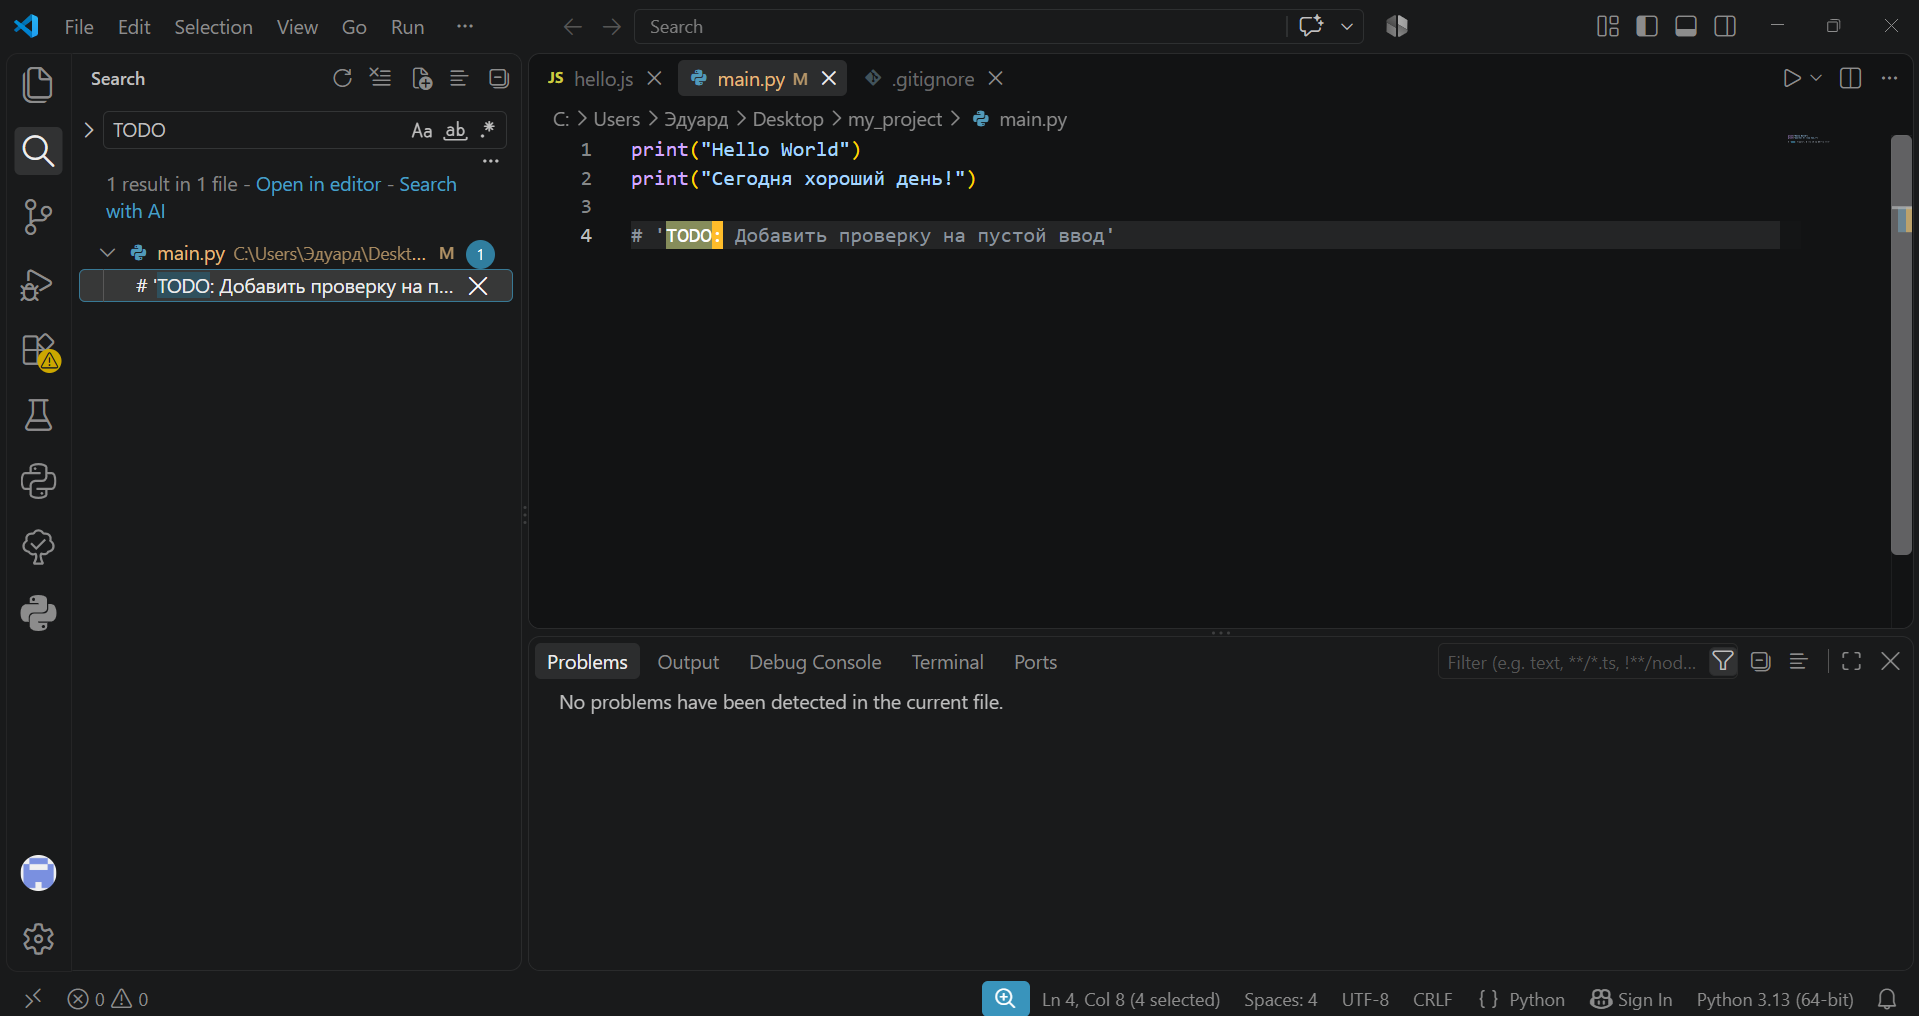 File Edit Selection View Go Run ···
Search
Search
JS hello.js
main.py M
.gitignore
TODO
Aa ab .*
1 result in 1 file - Open in editor - Search
with AI
main.py C:\Users\Эдуард\Deskt... M 1
# 'TODO: Добавить проверку на п...
C: > Users > Эдуард > Desktop > my_project > main.py
1 print("Hello World")
2 print("Сегодня хороший день!")
3
4 # 'TODO: Добавить проверку на пустой ввод'
Problems Output Debug Console Terminal Ports
Filter (e.g. text, **/*.ts, !**/nod...
No problems have been detected in the current file.
0 0
Ln 4, Col 8 (4 selected) Spaces: 4 UTF-8 CRLF { } Python Sign In Python 3.13 (64-bit)